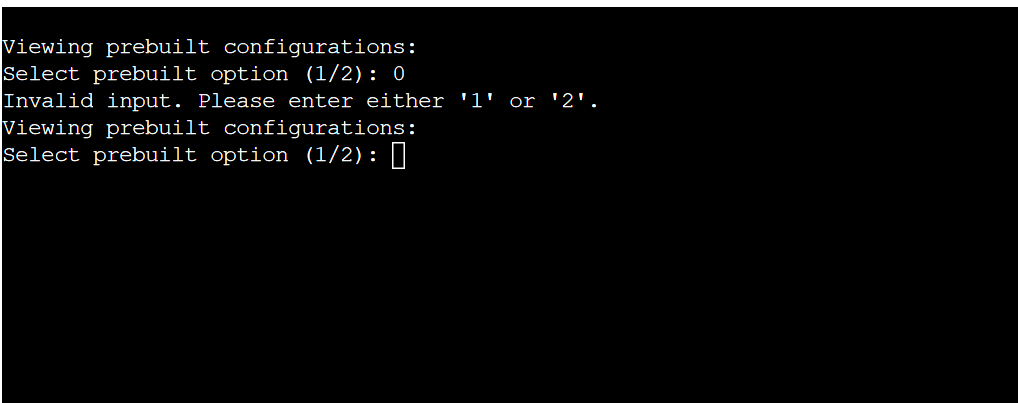 Viewing prebuilt configurations:
Select prebuilt option (1/2): 0
Invalid input. Please enter either '1' or '2'.
Viewing prebuilt configurations:
Select prebuilt option (1/2):